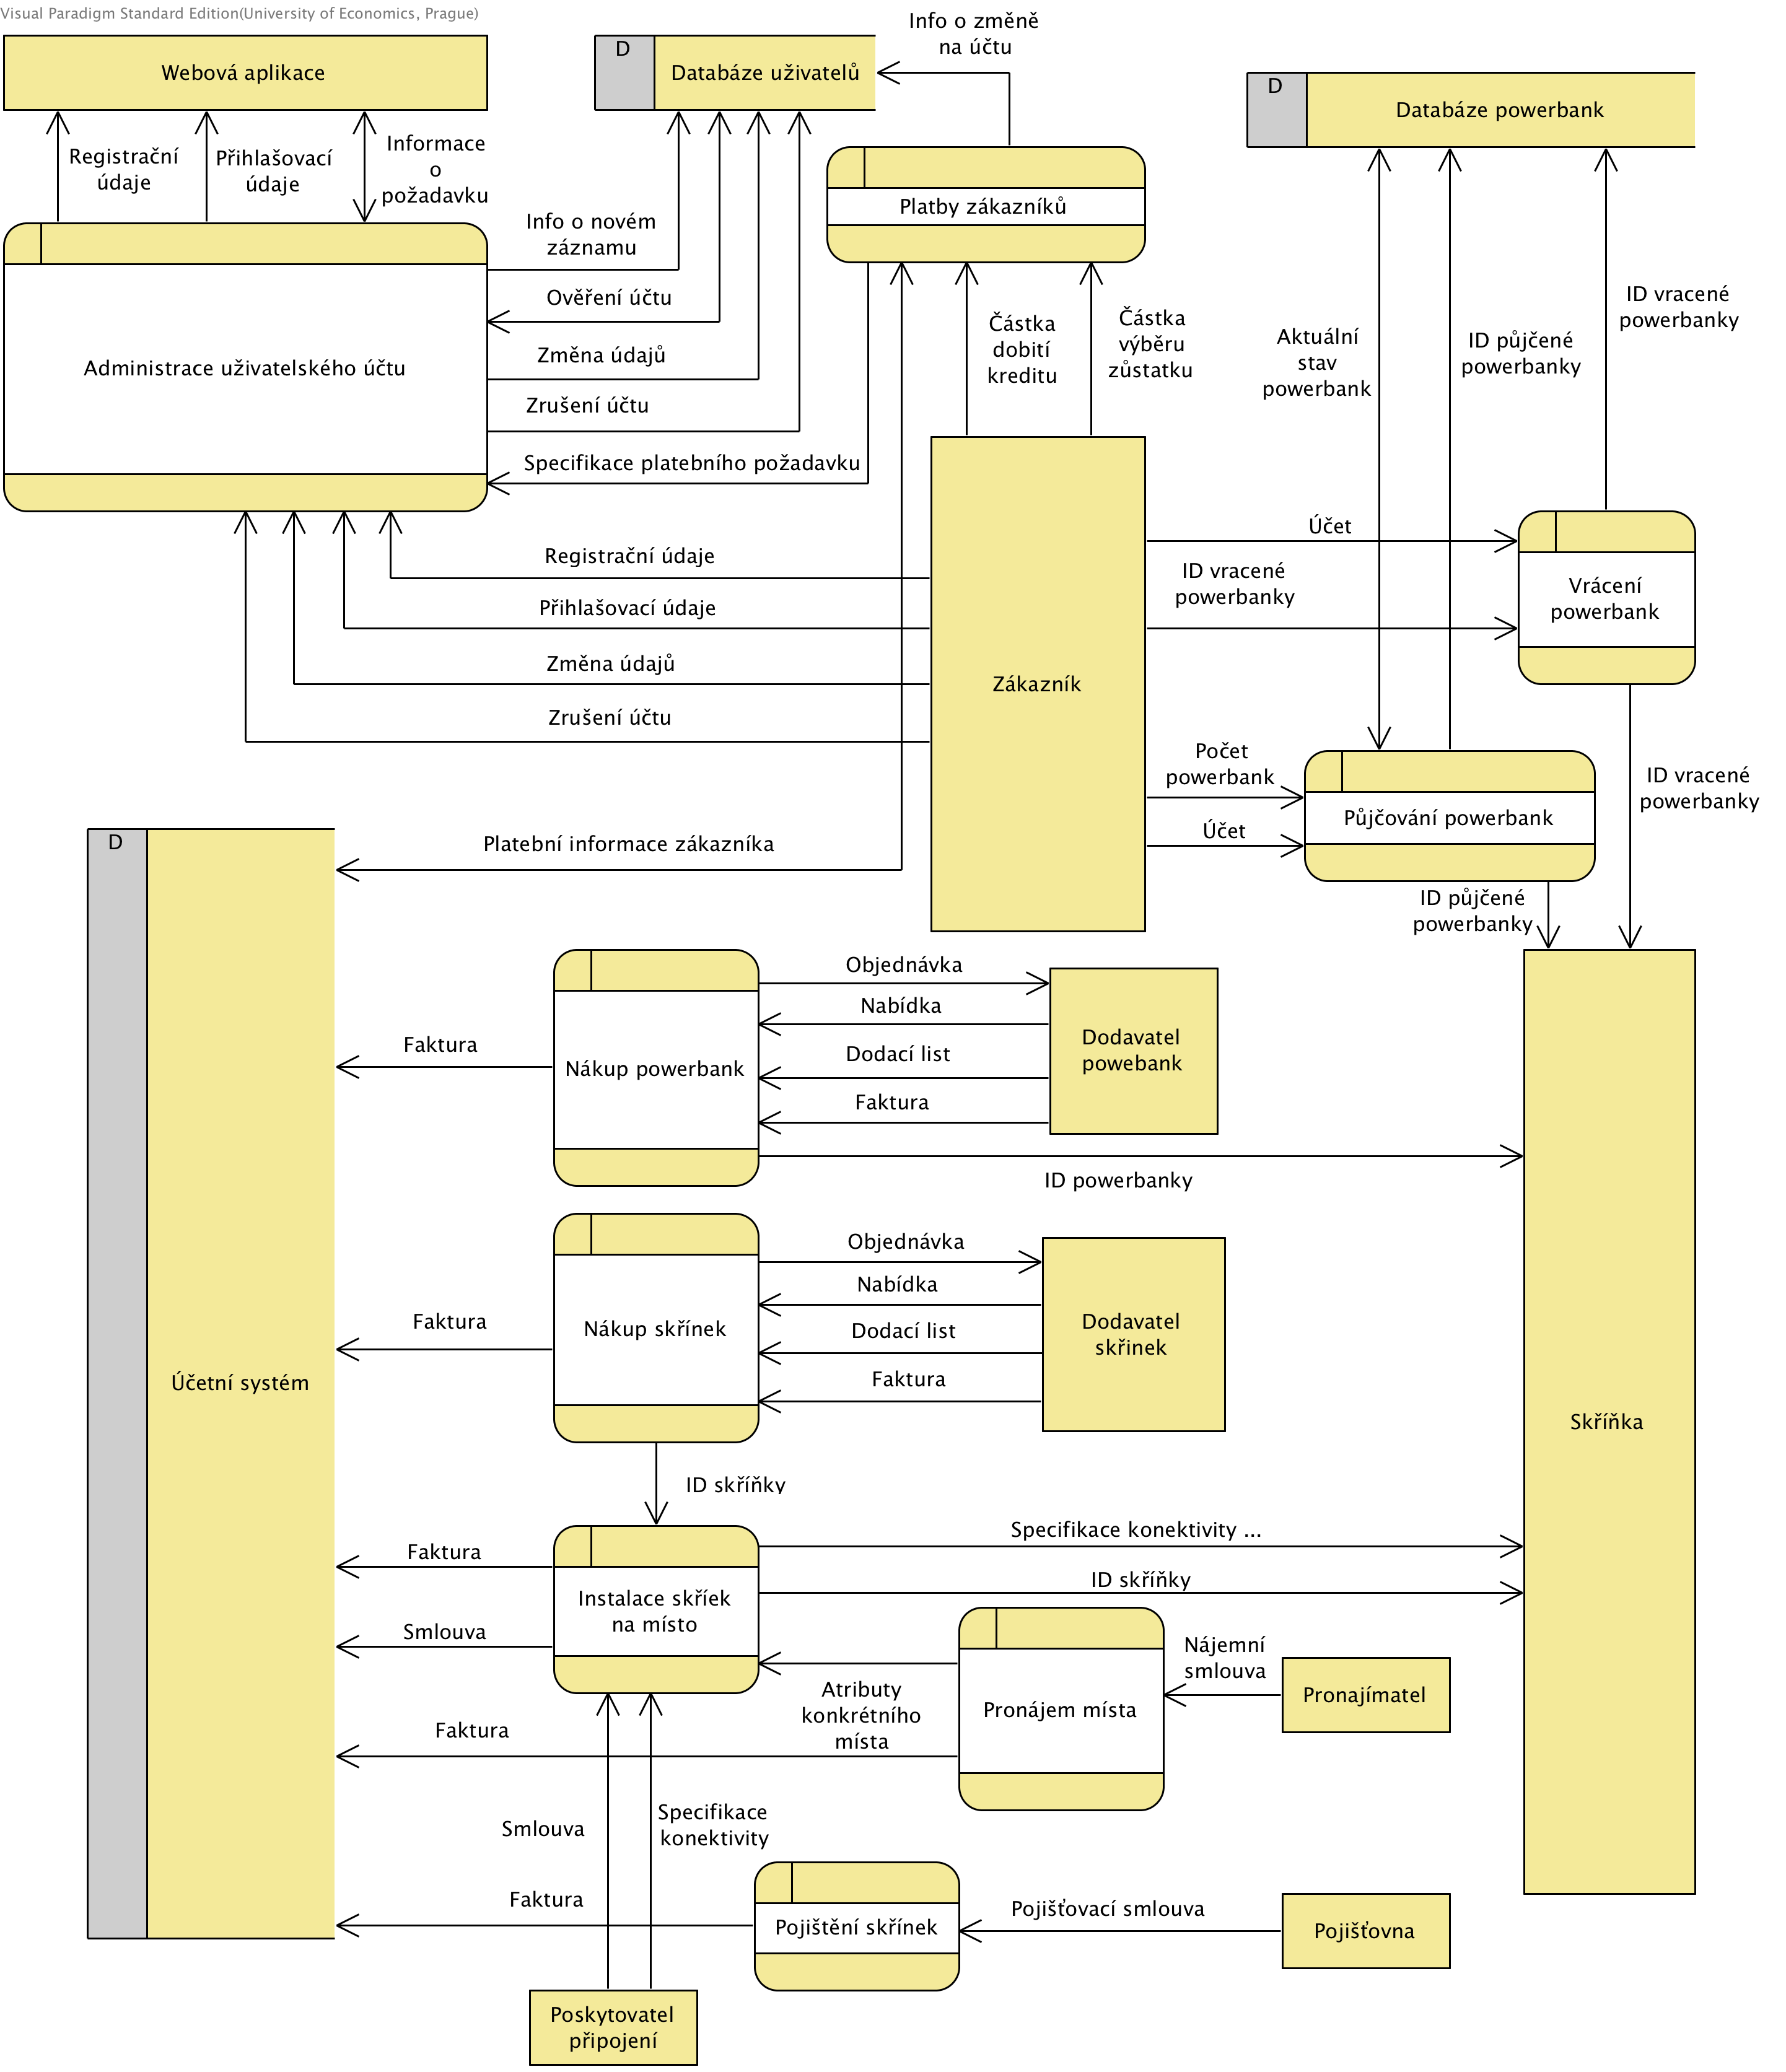 Visual Paradigm Standard Edition(University of Economics, Prague)
Webová aplikace
D
Databáze uživatelů
Info o změně
na účtu
D
Databáze powerbank
Registrační
údaje
Přihlašovací
údaje
Informace
o
požadavku
Platby zákazníků
Info o novém
záznamu
Ověření účtu
Změna údajů
Zrušení účtu
Specifikace platebního požadavku
Administrace uživatelského účtu
Částka
dobití
kreditu
Částka
výběru
zůstatku
Aktuální
stav
powerbank
ID půjčené
powerbanky
ID vracené
powerbanky
Registrační údaje
Přihlašovací údaje
Změna údajů
Zrušení účtu
Zákazník
Účet
ID vracené
powerbanky
Vrácení
powerbank
Počet
powerbank
Účet
Půjčování powerbank
ID vracené
powerbanky
ID půjčené
powerbanky
D
Platební informace zákazníka
Účetní systém
Faktura
Nákup powerbank
Objednávka
Nabídka
Dodací list
Faktura
Dodavatel
powebank
ID powerbanky
Faktura
Nákup skřínek
Objednávka
Nabídka
Dodací list
Faktura
Dodavatel
skřinek
Skříňka
ID skříňky
Faktura
Smlouva
Instalace skříek
na místo
Specifikace konektivity ...
ID skříňky
Atributy
konkrétního
místa
Pronájem místa
Nájemní
smlouva
Pronajímatel
Faktura
Smlouva
Specifikace
konektivity
Faktura
Pojištění skřínek
Pojišťovací smlouva
Pojišťovna
Poskytovatel
připojení